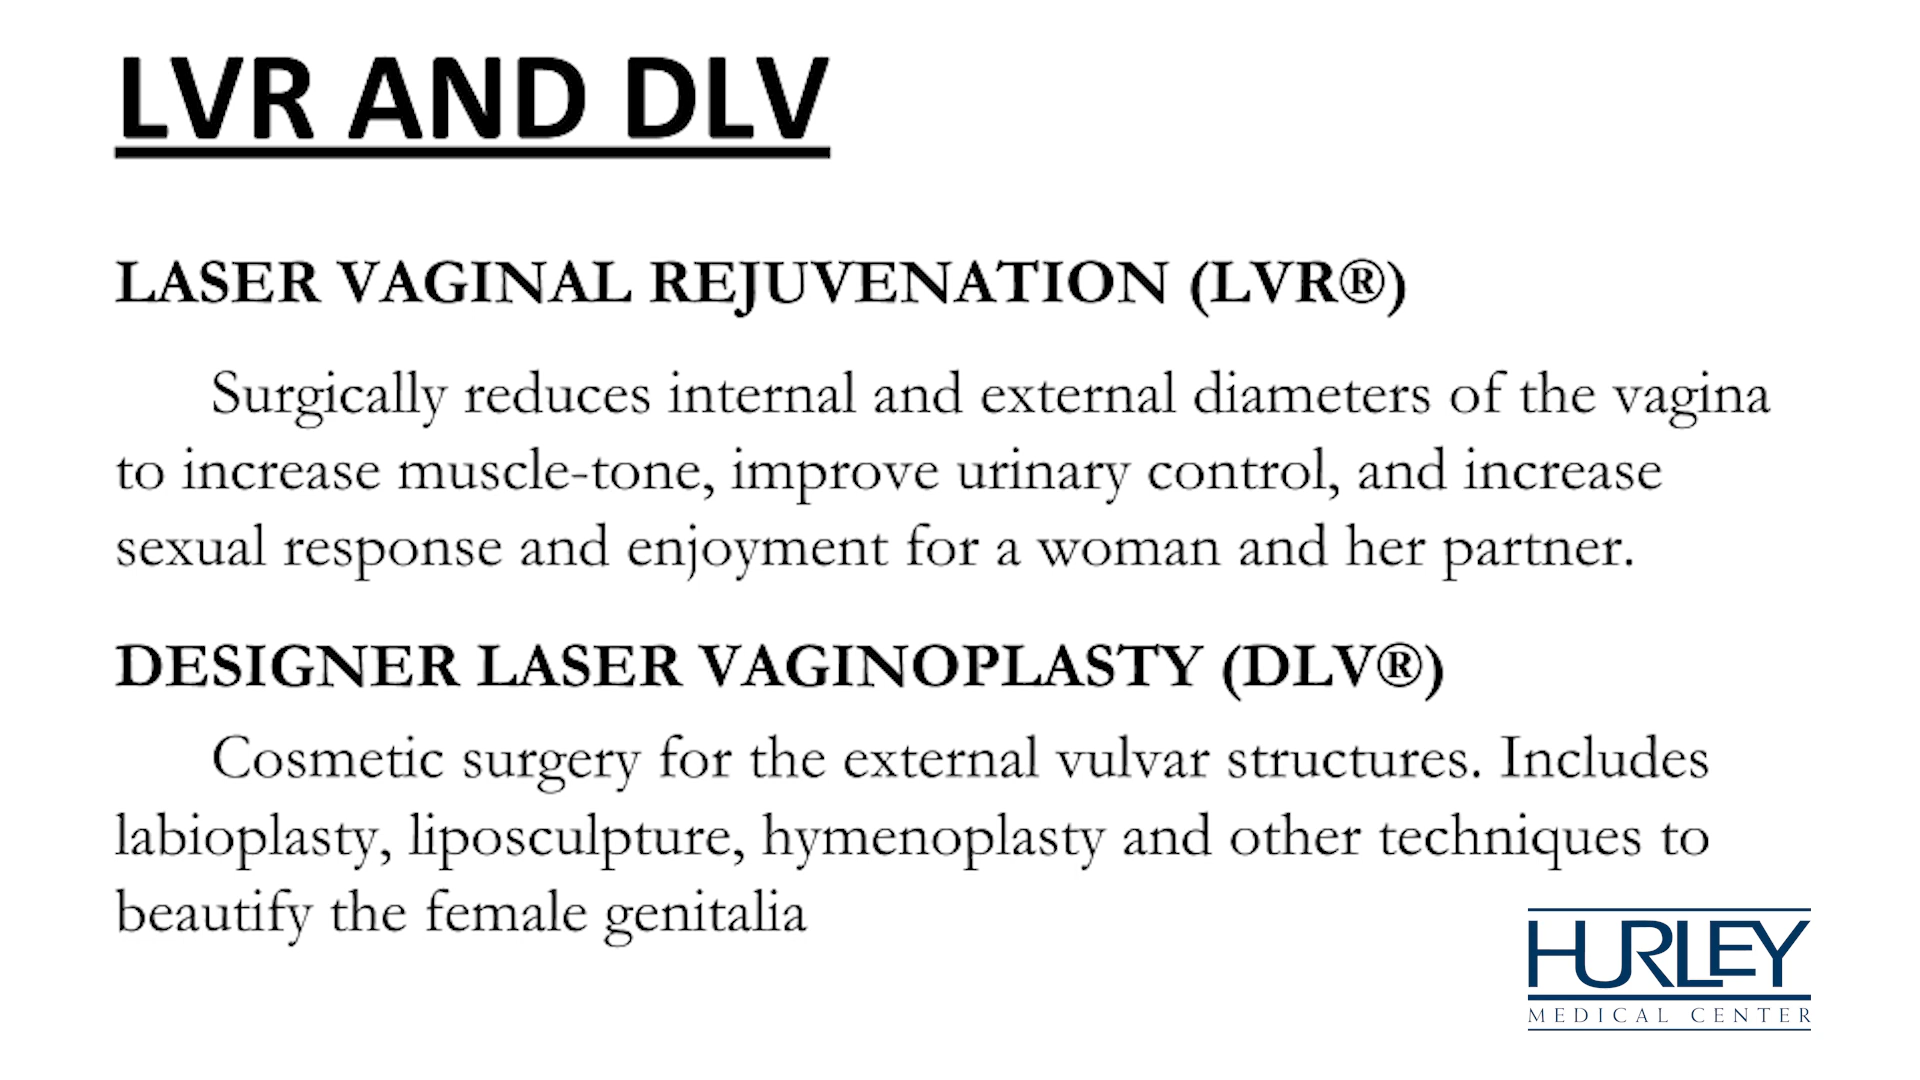 LVR AND DLV
LASER VAGINAL REJUVENATION (LVR®)
Surgically reduces internal and external diameters of the vagina
to increase muscle-tone, improve urinary control, and increase
sexual response and enjoyment for a woman and her partner.
DESIGNER LASER VAGINOPLASTY (DLV®)
Cosmetic surgery for the external vulvar structures. Includes
labioplasty, liposculpture, hymenoplasty and other techniques to
beautify the female genitalia
HURLEY
MEDICAL CENTER